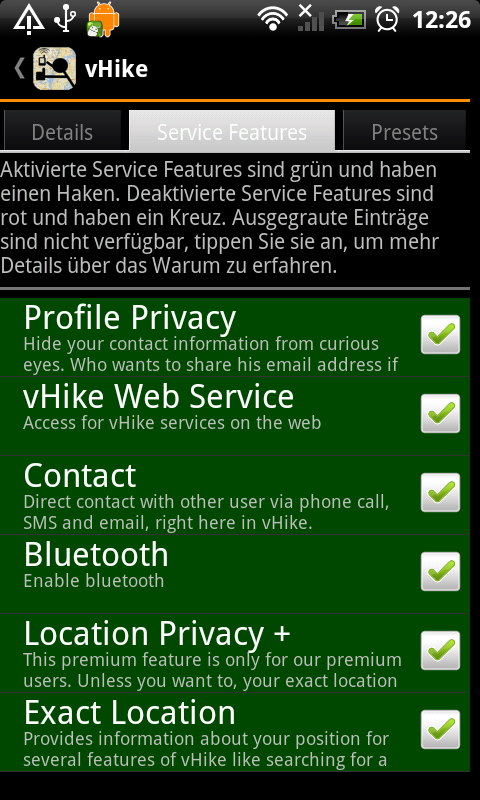 12:26
vHike
Details
Service Features
Presets
Aktivierte Service Features sind grün und haben
einen Haken. Deaktivierte Service Features sind
rot und haben ein Kreuz. Ausgegraute Einträge
sind nicht verfügbar, tippen Sie sie an, um mehr
Details über das Warum zu erfahren.
Profile Privacy
Hide your contact information from curious
eyes. Who wants to share his email address if
vHike Web Service
Access for vHike services on the web
Contact
Direct contact with other user via phone call,
SMS and email, right here in vHike.
Bluetooth
Enable bluetooth
Location Privacy +
This premium feature is only for our premium
users. Unless you want to, your exact location
Exact Location
Provides information about your position for
several features of vHike like searching for a